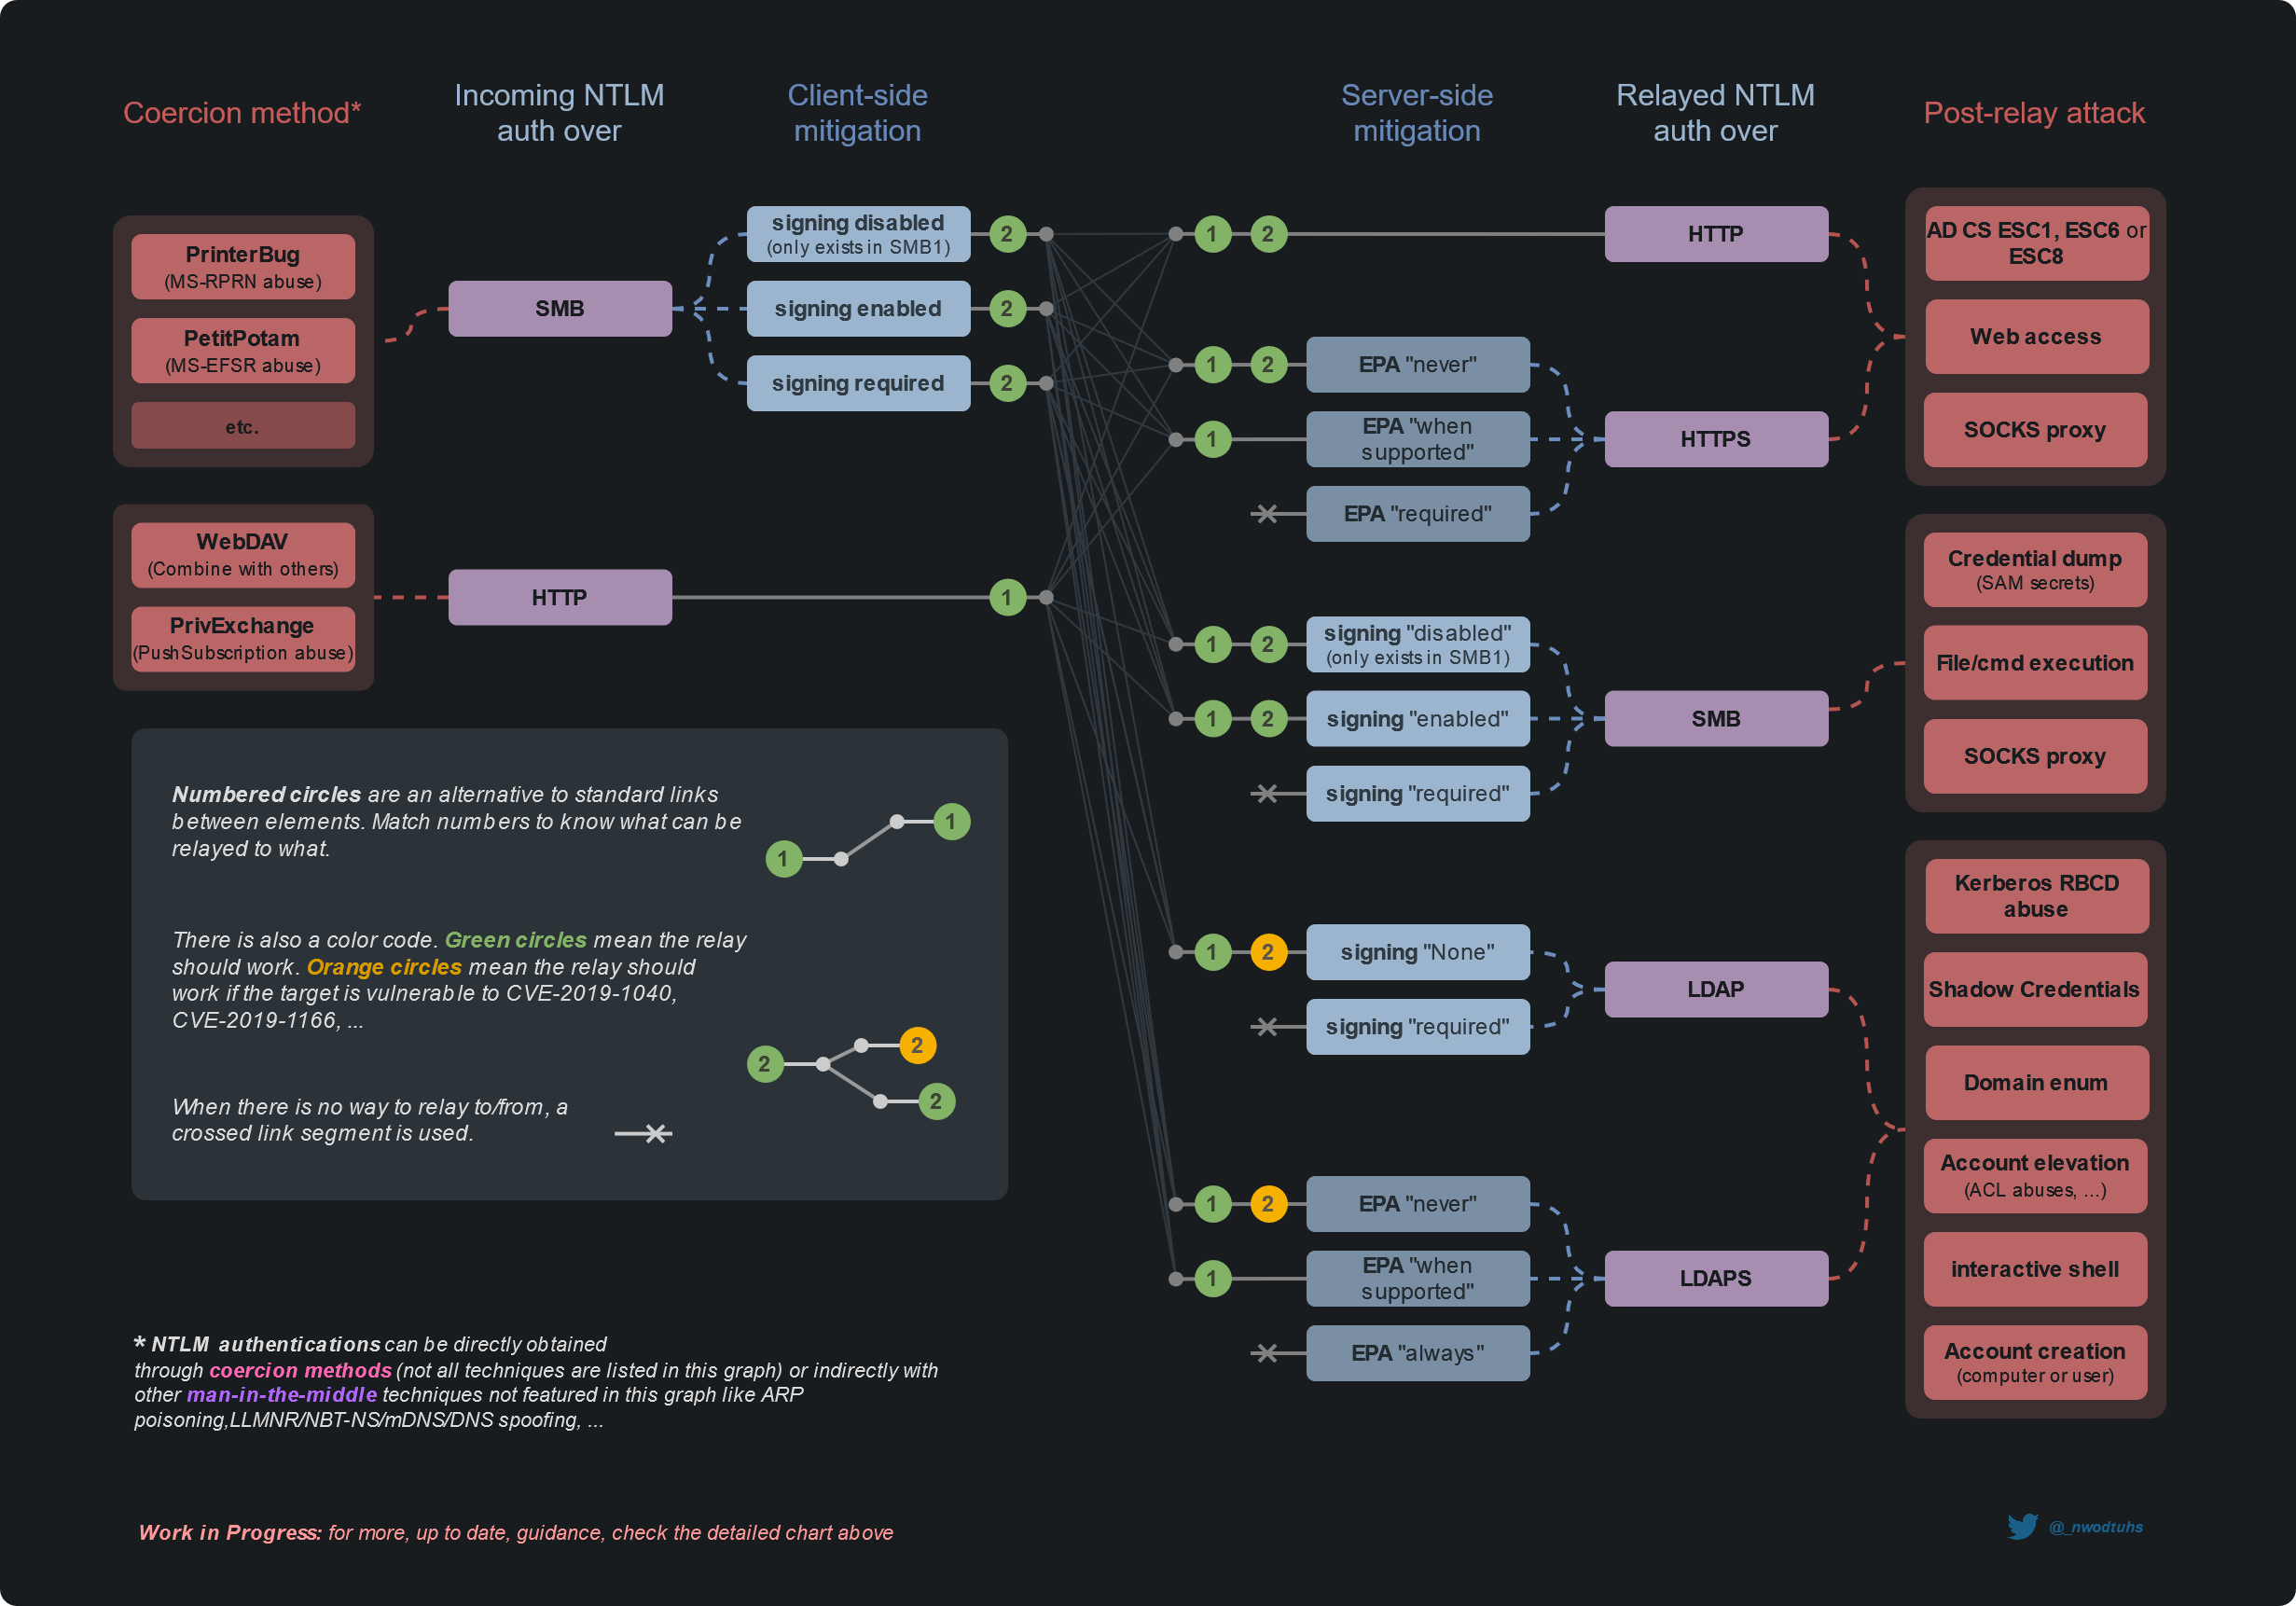 Coercion method*
Incoming NTLM
auth over
Client-side
mitigation
Server-side
mitigation
Relayed NTLM
auth over
Post-relay attack
PrinterBug
(MS-RPRN abuse)
PetitPotam
(MS-EFSR abuse)
etc.
WebDAV
(Combine with others)
PrivExchange
(PushSubscription abuse)
SMB
HTTP
signing disabled
(only exists in SMB1)
2
signing enabled
2
signing required
2
1
1 2
1 2
EPA "never"
1
EPA "when
supported"
EPA "required"
1 2
signing "disabled"
(only exists in SMB1)
1 2
signing "enabled"
signing "required"
1 2
signing "None"
signing "required"
1 2
EPA "never"
1
EPA "when
supported"
EPA "always"
HTTP
HTTPS
SMB
LDAP
LDAPS
AD CS ESC1, ESC6 or
ESC8
Web access
SOCKS proxy
Credential dump
(SAM secrets)
File/cmd execution
SOCKS proxy
Kerberos RBCD
abuse
Shadow Credentials
Domain enum
Account elevation
(ACL abuses, ...)
interactive shell
Account creation
(computer or user)
Numbered circles are an alternative to standard links
between elements. Match numbers to know what can be
relayed to what.
1
1
There is also a color code. Green circles mean the relay
should work. Orange circles mean the relay should
work if the target is vulnerable to CVE-2019-1040,
CVE-2019-1166, ...
2
2
2
When there is no way to relay to/from, a
crossed link segment is used.
* NTLM authentications can be directly obtained
through coercion methods (not all techniques are listed in this graph) or indirectly with
other man-in-the-middle techniques not featured in this graph like ARP
poisoning,LLMNR/NBT-NS/mDNS/DNS spoofing, ...
Work in Progress: for more, up to date, guidance, check the detailed chart above
@_nwodtuhs